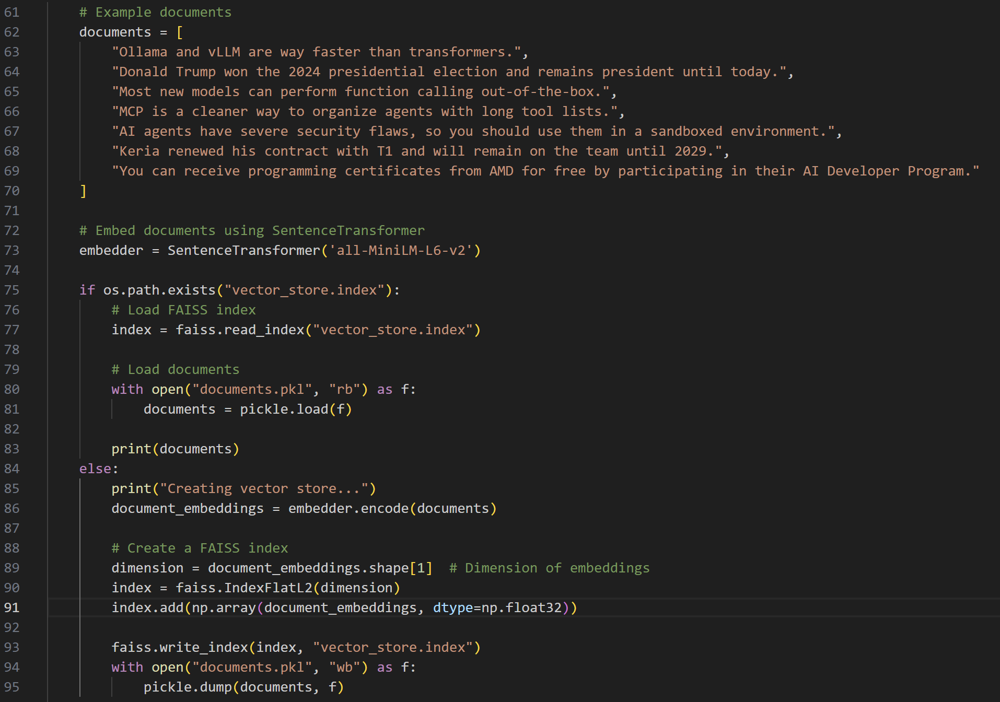 61 # Example documents
62 documents = [
63 "Ollama and vLLM are way faster than transformers.",
64 "Donald Trump won the 2024 presidential election and remains president until today.",
65 "Most new models can perform function calling out-of-the-box.",
66 "MCP is a cleaner way to organize agents with long tool lists.",
67 "AI agents have severe security flaws, so you should use them in a sandboxed environment.",
68 "Keria renewed his contract with T1 and will remain on the team until 2029.",
69 "You can receive programming certificates from AMD for free by participating in their AI Developer Program."
70 ]
71
72 # Embed documents using SentenceTransformer
73 embedder = SentenceTransformer('all-MiniLM-L6-v2')
74
75 if os.path.exists("vector_store.index"):
76 # Load FAISS index
77 index = faiss.read_index("vector_store.index")
78
79 # Load documents
80 with open("documents.pkl", "rb") as f:
81 documents = pickle.load(f)
82
83 print(documents)
84 else:
85 print("Creating vector store...")
86 document_embeddings = embedder.encode(documents)
87
88 # Create a FAISS index
89 dimension = document_embeddings.shape[1]  # Dimension of embeddings
90 index = faiss.IndexFlatL2(dimension)
91 index.add(np.array(document_embeddings, dtype=np.float32))
92
93 faiss.write_index(index, "vector_store.index")
94 with open("documents.pkl", "wb") as f:
95 pickle.dump(documents, f)